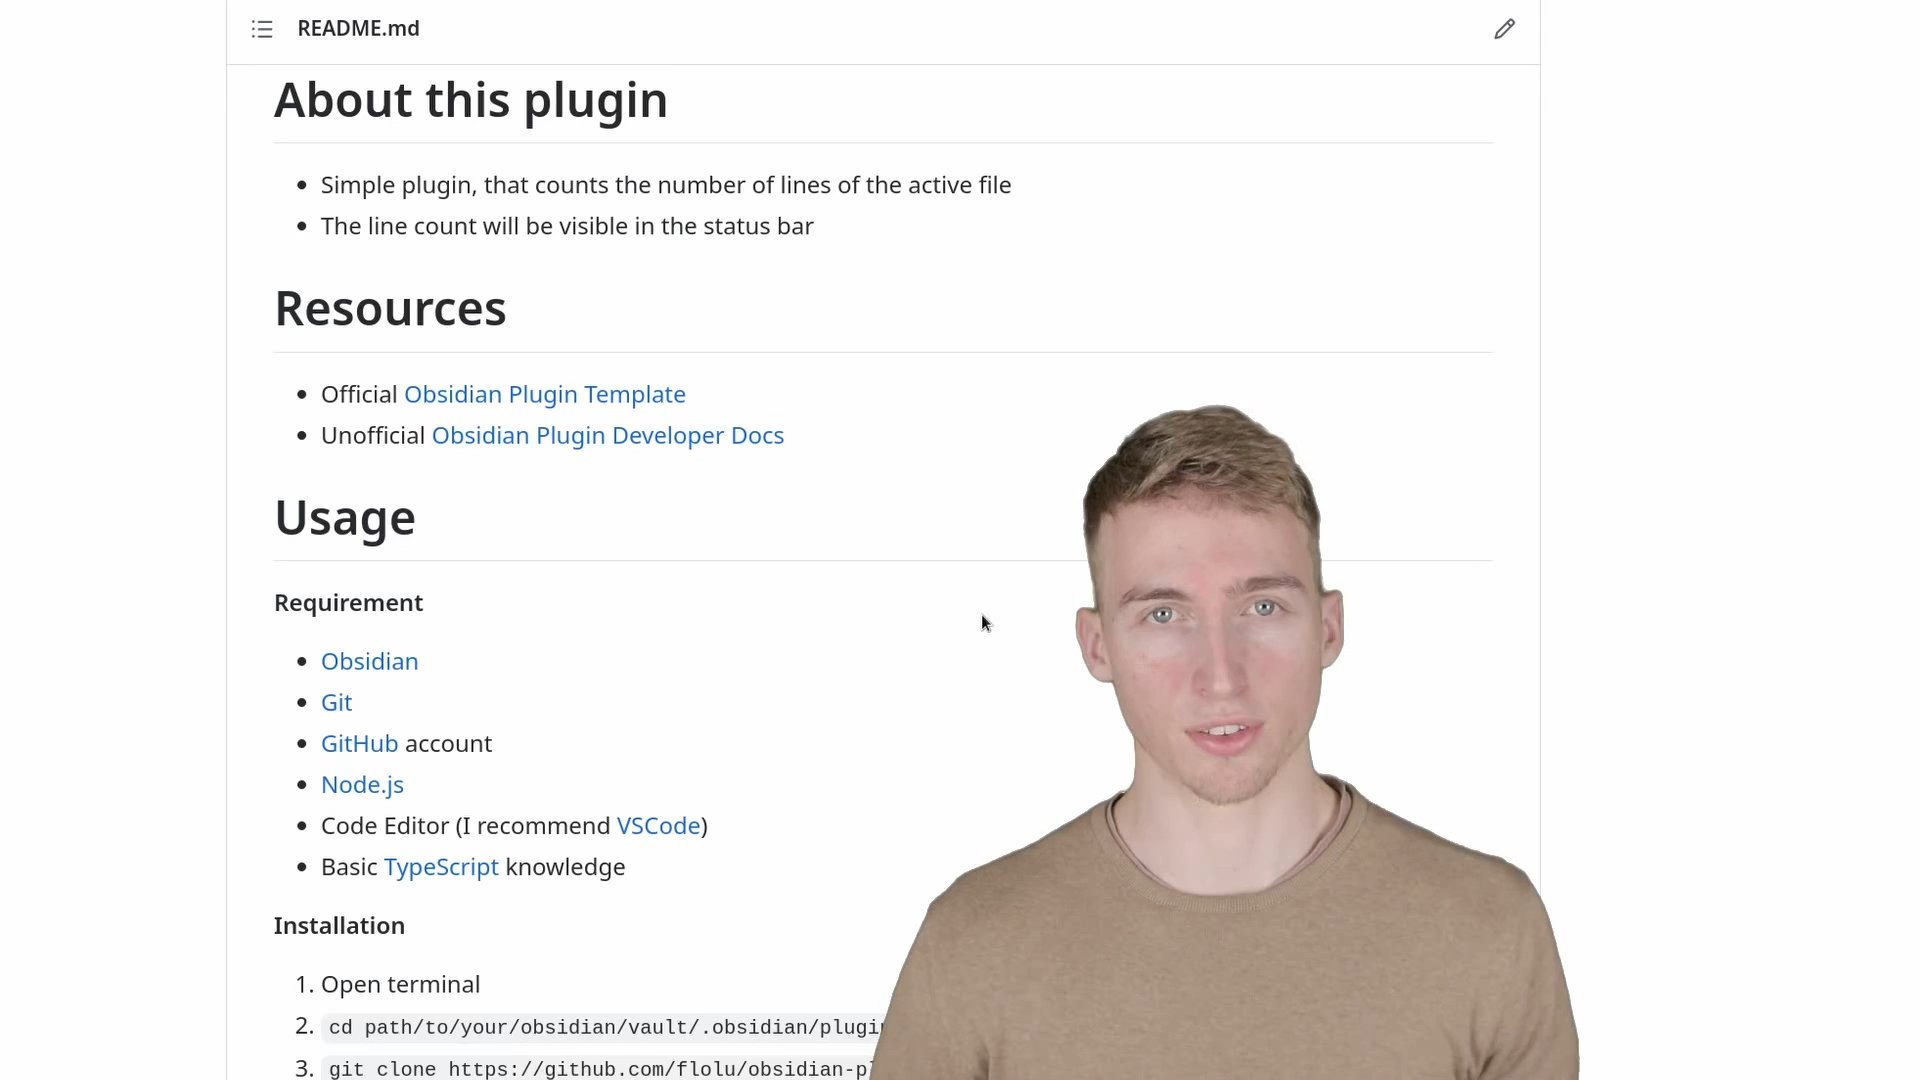 README.md
About this plugin
Simple plugin, that counts the number of lines of the active file
The line count will be visible in the status bar
Resources
Official Obsidian Plugin Template
Unofficial Obsidian Plugin Developer Docs
Usage
Requirement
Obsidian
Git
GitHub account
Node.js
Code Editor (I recommend VSCode)
Basic TypeScript knowledge
Installation
1. Open terminal
2. cd path/to/your/obsidian/vault/.obsidian/plugin
3. git clone https://github.com/flolu/obsidian-p